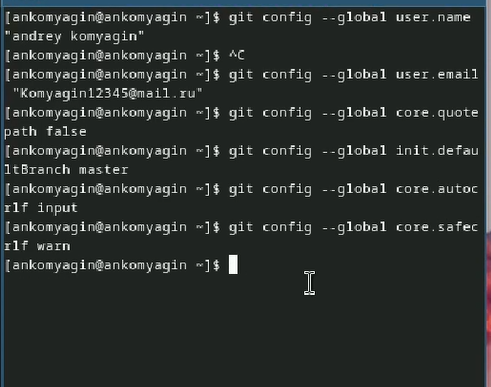 [ankomyagin@ankomyagin ~]$ git config --global user.name
"andrey komyagin"
[ankomyagin@ankomyagin ~]$ ^C
[ankomyagin@ankomyagin ~]$ git config --global user.email
"Komyagin12345@mail.ru"
[ankomyagin@ankomyagin ~]$ git config --global core.quote
path false
[ankomyagin@ankomyagin ~]$ git config --global init.defau
ltBranch master
[ankomyagin@ankomyagin ~]$ git config --global core.autoc
rlf input
[ankomyagin@ankomyagin ~]$ git config --global core.safec
rlf warn
[ankomyagin@ankomyagin ~]$